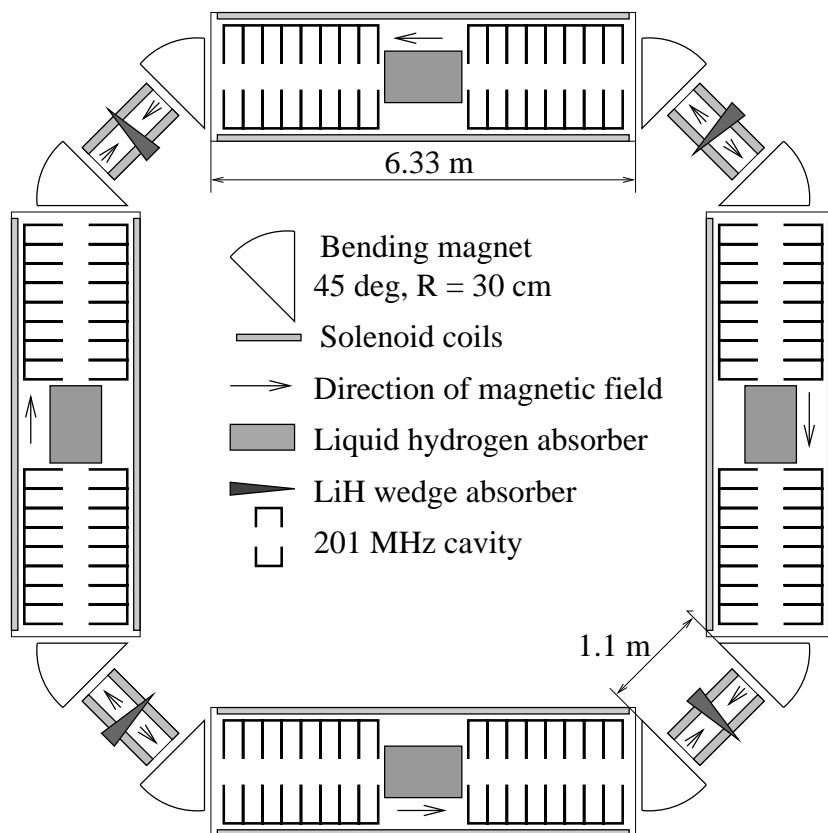 6.33 m
Bending magnet
45 deg, R = 30 cm
Solenoid coils
Direction of magnetic field
Liquid hydrogen absorber
LiH wedge absorber
201 MHz cavity
1.1 m